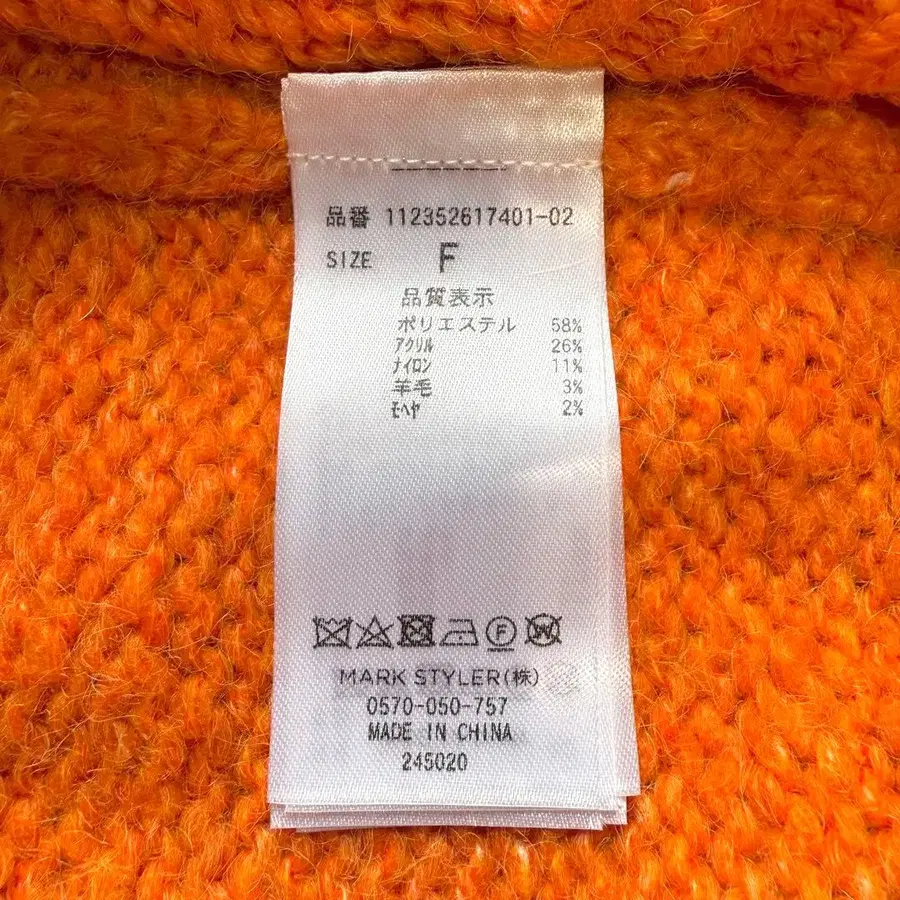 品番 112352617401-02
SIZE F
品質表示
ポリエステル 58%
アクリル 26%
ナイロン 11%
羊毛 3%
モヘヤ 2%
F W
MARK STYLER(株)
0570-050-757
MADE IN CHINA
245020